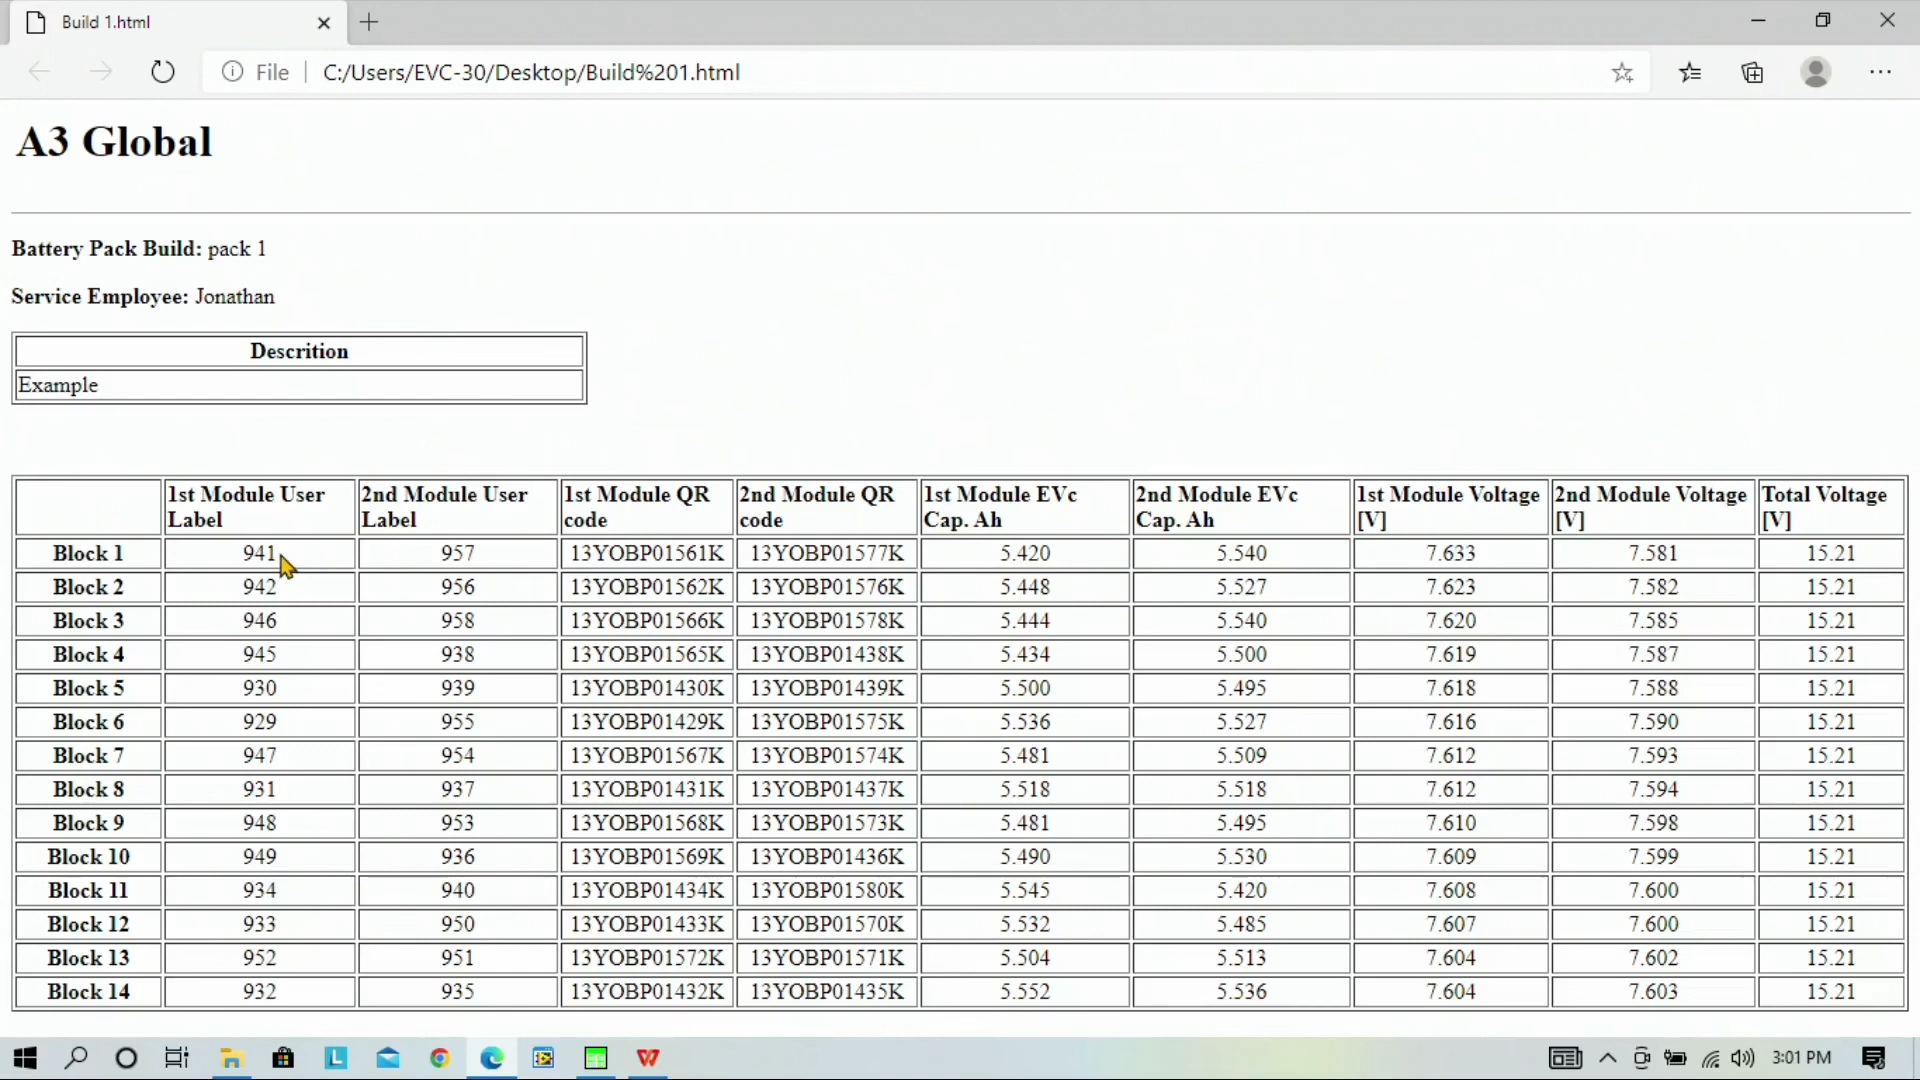 Build 1.html
File C:/Users/EVC-30/Desktop/Build%201.html
A3 Global
Battery Pack Build: pack 1
Service Employee: Jonathan
Descrition
Example
1st Module User Label 2nd Module User Label 1st Module QR code 2nd Module QR code 1st Module EVc Cap. Ah 2nd Module EVc Cap. Ah 1st Module Voltage [V] 2nd Module Voltage [V] Total Voltage [V]
Block 1 941 957 13YOBP01561K 13YOBP01577K 5.420 5.540 7.633 7.581 15.21
Block 2 942 956 13YOBP01562K 13YOBP01576K 5.448 5.527 7.623 7.582 15.21
Block 3 946 958 13YOBP01566K 13YOBP01578K 5.444 5.540 7.620 7.585 15.21
Block 4 945 938 13YOBP01565K 13YOBP01438K 5.434 5.500 7.619 7.587 15.21
Block 5 930 939 13YOBP01430K 13YOBP01439K 5.500 5.495 7.618 7.588 15.21
Block 6 929 955 13YOBP01429K 13YOBP01575K 5.536 5.527 7.616 7.590 15.21
Block 7 947 954 13YOBP01567K 13YOBP01574K 5.481 5.509 7.612 7.593 15.21
Block 8 931 937 13YOBP01431K 13YOBP01437K 5.518 5.518 7.612 7.594 15.21
Block 9 948 953 13YOBP01568K 13YOBP01573K 5.481 5.495 7.610 7.598 15.21
Block 10 949 936 13YOBP01569K 13YOBP01436K 5.490 5.530 7.609 7.599 15.21
Block 11 934 940 13YOBP01434K 13YOBP01580K 5.545 5.420 7.608 7.600 15.21
Block 12 933 950 13YOBP01433K 13YOBP01570K 5.532 5.485 7.607 7.600 15.21
Block 13 952 951 13YOBP01572K 13YOBP01571K 5.504 5.513 7.604 7.602 15.21
Block 14 932 935 13YOBP01432K 13YOBP01435K 5.552 5.536 7.604 7.603 15.21
3:01 PM